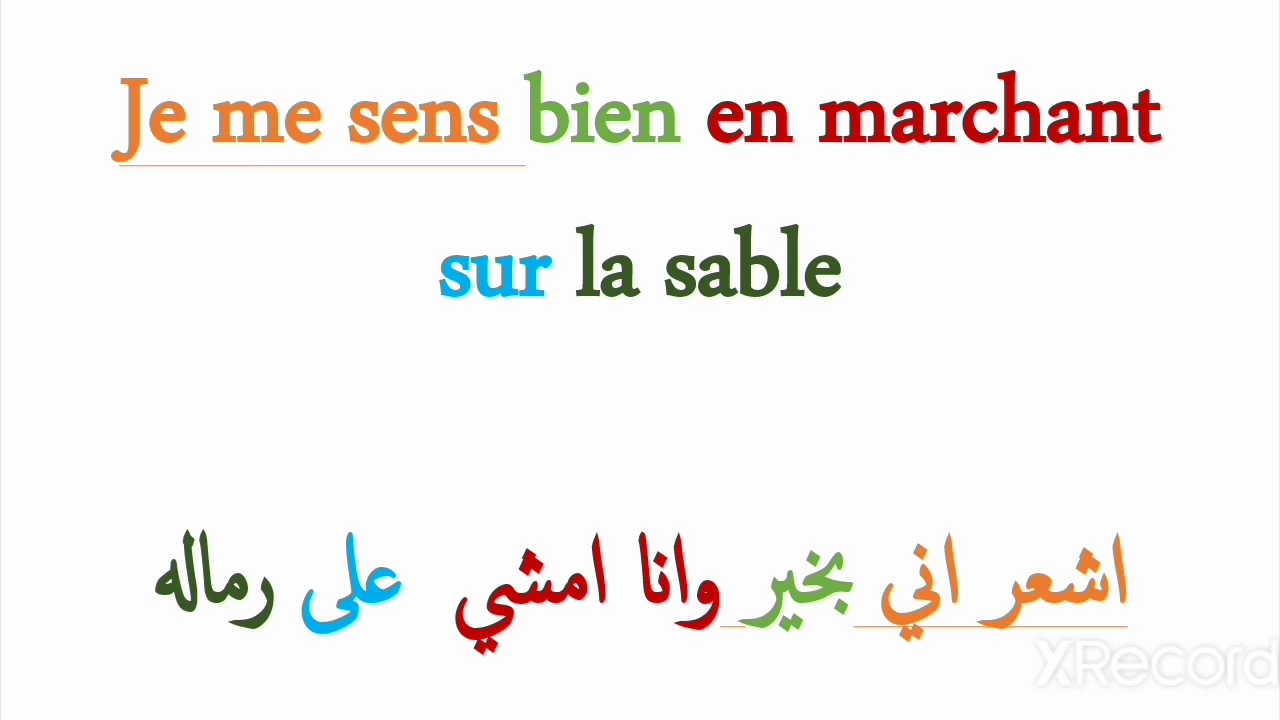 Je me sens bien en marchant
sur la sable
اشعر اني بخير وانا امشي على رماله
XRecord